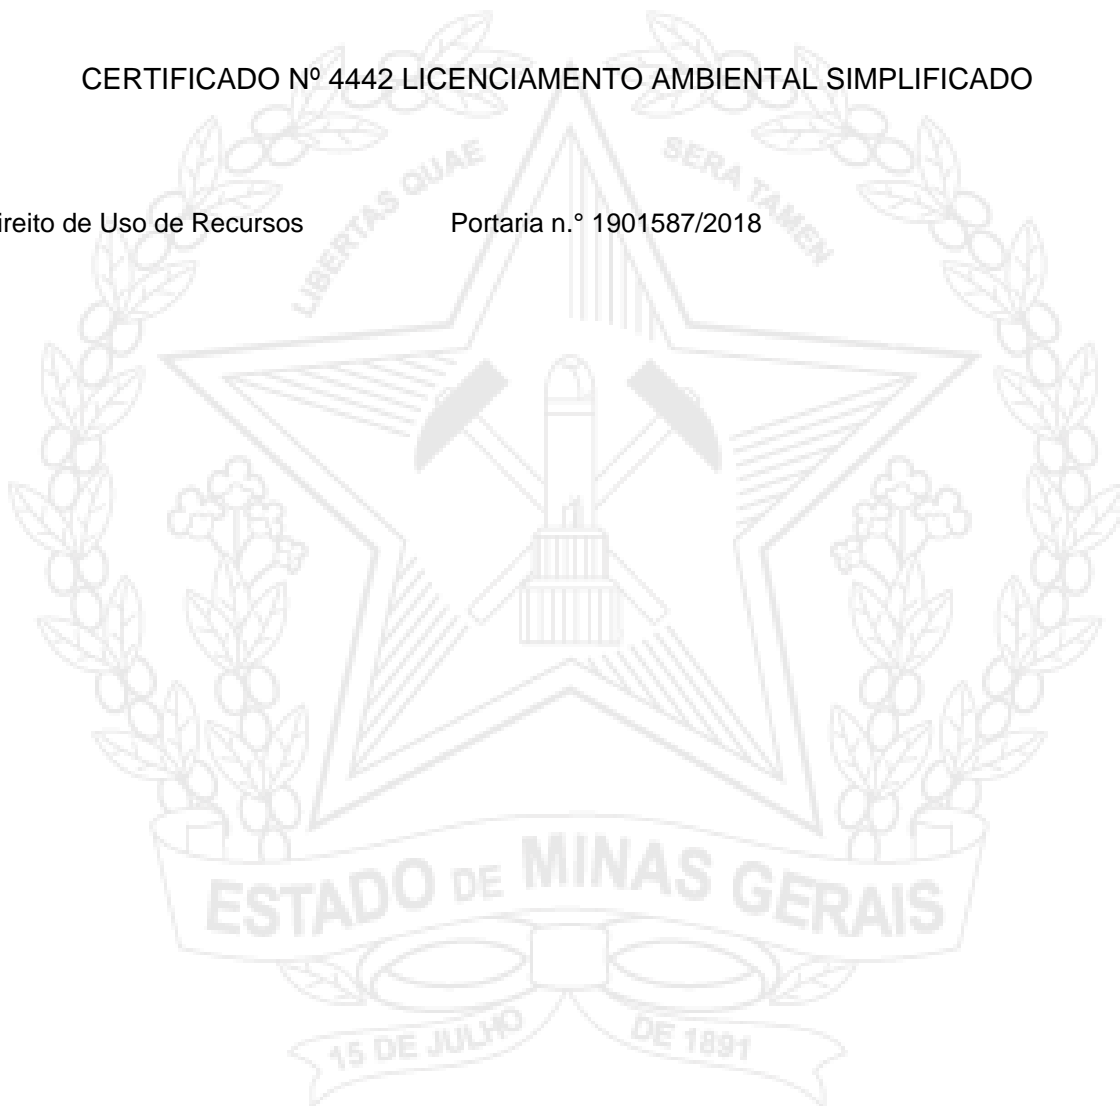 CERTIFICADO Nº 4442 LICENCIAMENTO AMBIENTAL SIMPLIFICADO
LIBERTAS QUAE SERA TAMEN
ireito de Uso de Recursos Portaria n.° 1901587/2018
ESTADO DE MINAS GERAIS
15 DE JULHO DE 1891